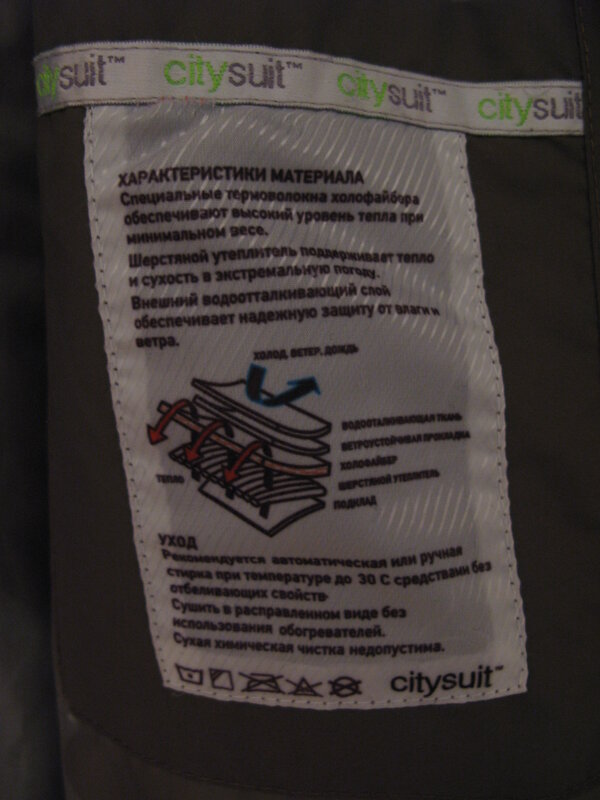 citysuit™ citysuit™ citysuit™ citysuit
ХАРАКТЕРИСТИКИ МАТЕРИАЛА
Специальные термоволокна холофайбера
обеспечивают высокий уровень тепла при
минимальном весе.
Шерстяной утеплитель поддерживает тепло
и сухость в экстремальную погоду.
Внешний водоотталкивающий слой
обеспечивает надежную защиту от влаги и
ветра.
ХОЛОД, ВЕТЕР, ДОЖДЬ
ВОДООТАЛКИВАЮЩАЯ ТКАНЬ
ВЕТРОУСТОЙЧИВАЯ ПРОКЛАДКА
ХОЛОФАЙБЕР
ШЕРСТЯНОЙ УТЕПЛИТЕЛЬ
ТЕПЛО
ПОДКЛАД
УХОД
Рекомендуется автоматическая или ручная
стирка при температуре до 30 С средствами без
отбеливающих свойств
Сушить в расправленном виде без
использования обогревателей.
Сухая химическая чистка недопустима.
citysuit™